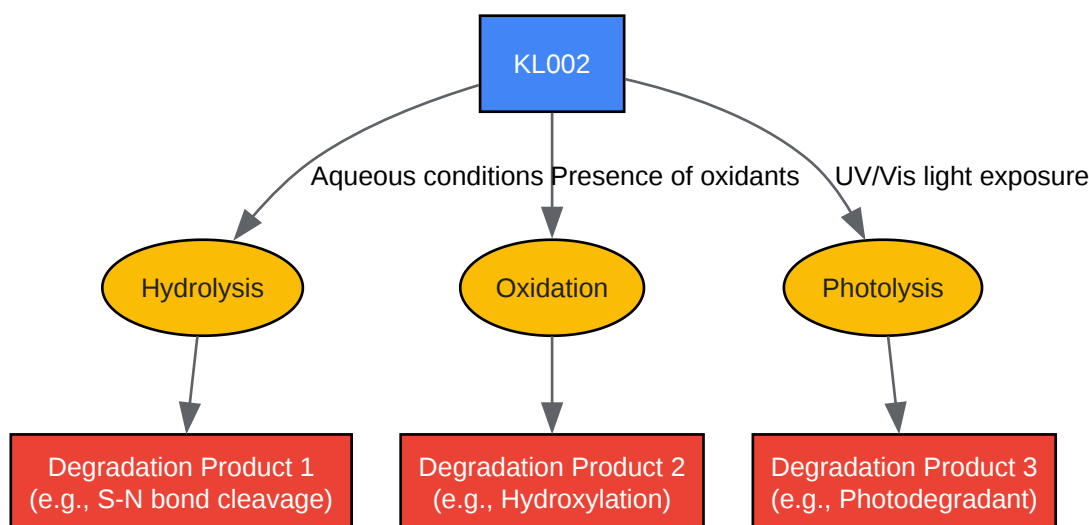 KL002
Aqueous conditions
Presence of oxidants
UV/Vis light exposure
Hydrolysis
Oxidation
Photolysis
Degradation Product 1
(e.g., S-N bond cleavage)
Degradation Product 2
(e.g., Hydroxylation)
Degradation Product 3
(e.g., Photodegradant)